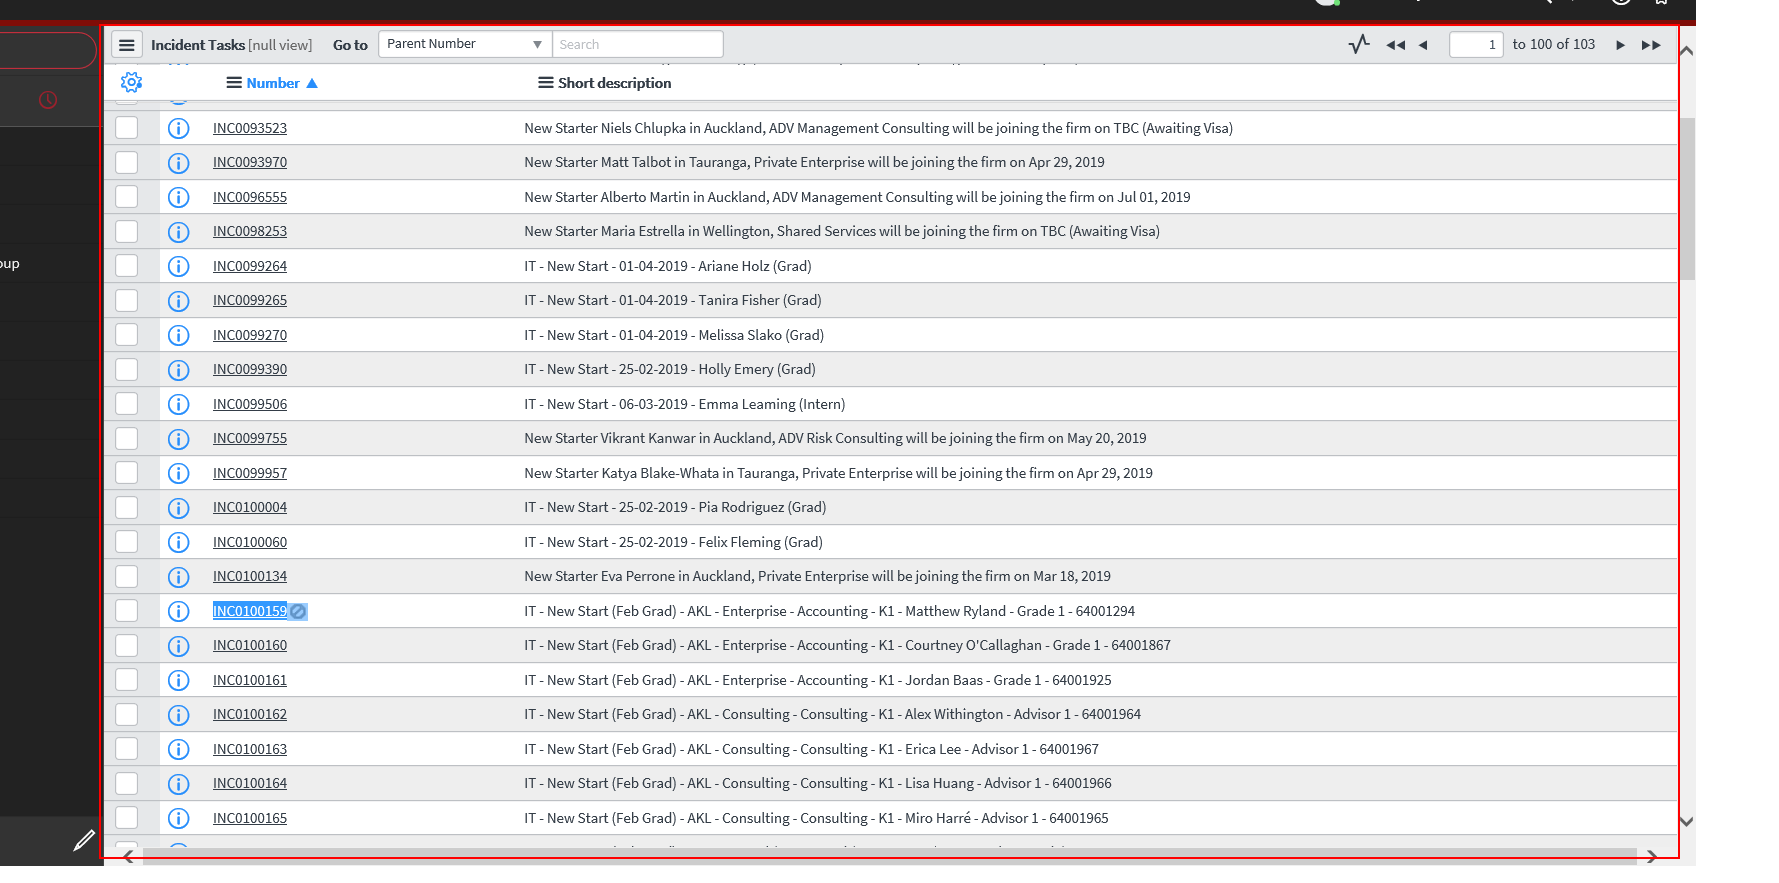 Incident Tasks [null view] Go to Parent Number Search 1 to 100 of 103
Number Short description
INC0093523 New Starter Niels Chlupka in Auckland, ADV Management Consulting will be joining the firm on TBC (Awaiting Visa)
INC0093970 New Starter Matt Talbot in Tauranga, Private Enterprise will be joining the firm on Apr 29, 2019
INC0096555 New Starter Alberto Martin in Auckland, ADV Management Consulting will be joining the firm on Jul 01, 2019
INC0098253 New Starter Maria Estrella in Wellington, Shared Services will be joining the firm on TBC (Awaiting Visa)
oup
INC0099264 IT - New Start - 01-04-2019 - Ariane Holz (Grad)
INC0099265 IT - New Start - 01-04-2019 - Tanira Fisher (Grad)
INC0099270 IT - New Start - 01-04-2019 - Melissa Slako (Grad)
INC0099390 IT - New Start - 25-02-2019 - Holly Emery (Grad)
INC0099506 IT - New Start - 06-03-2019 - Emma Leaming (Intern)
INC0099755 New Starter Vikrant Kanwar in Auckland, ADV Risk Consulting will be joining the firm on May 20, 2019
INC0099957 New Starter Katya Blake-Whata in Tauranga, Private Enterprise will be joining the firm on Apr 29, 2019
INC0100004 IT - New Start - 25-02-2019 - Pia Rodriguez (Grad)
INC0100060 IT - New Start - 25-02-2019 - Felix Fleming (Grad)
INC0100134 New Starter Eva Perrone in Auckland, Private Enterprise will be joining the firm on Mar 18, 2019
INC0100159 IT - New Start (Feb Grad) - AKL - Enterprise - Accounting - K1 - Matthew Ryland - Grade 1 - 64001294
INC0100160 IT - New Start (Feb Grad) - AKL - Enterprise - Accounting - K1 - Courtney O'Callaghan - Grade 1 - 64001867
INC0100161 IT - New Start (Feb Grad) - AKL - Enterprise - Accounting - K1 - Jordan Baas - Grade 1 - 64001925
INC0100162 IT - New Start (Feb Grad) - AKL - Consulting - Consulting - K1 - Alex Withington - Advisor 1 - 64001964
INC0100163 IT - New Start (Feb Grad) - AKL - Consulting - Consulting - K1 - Erica Lee - Advisor 1 - 64001967
INC0100164 IT - New Start (Feb Grad) - AKL - Consulting - Consulting - K1 - Lisa Huang - Advisor 1 - 64001966
INC0100165 IT - New Start (Feb Grad) - AKL - Consulting - Consulting - K1 - Miro Harré - Advisor 1 - 64001965